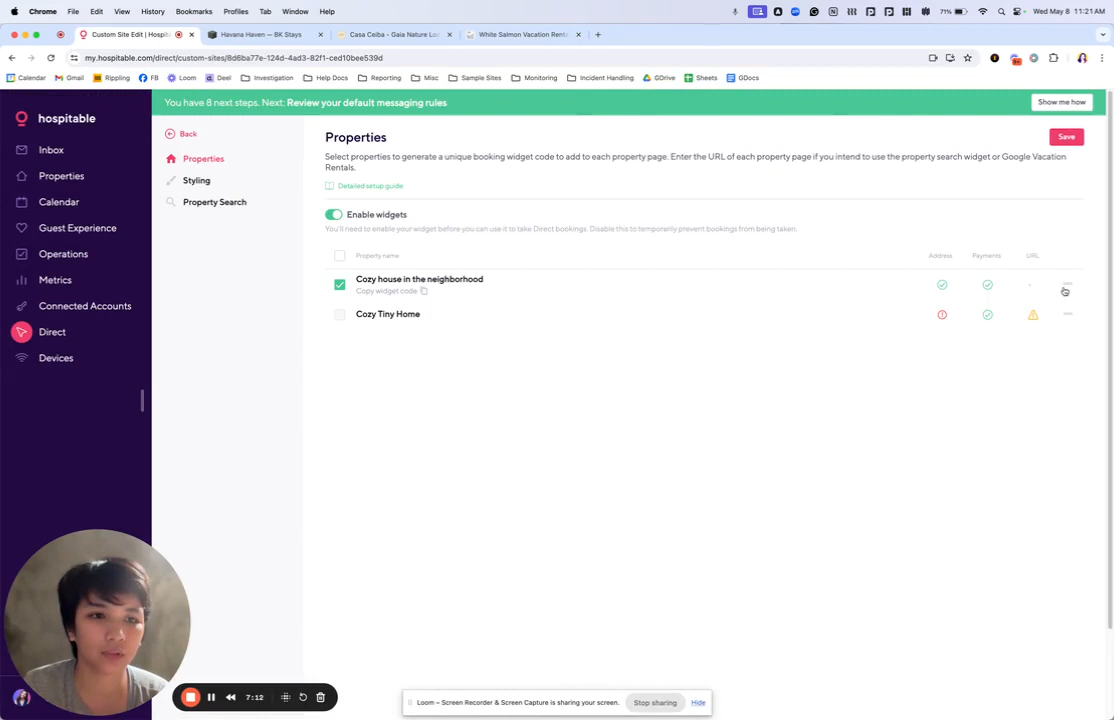 Chrome File Edit View History Bookmarks Profiles Tab Window Help
71% Wed May 8 11:21AM
Custom Site Edit | Hospit
Havana Haven — BK Stays
Casa Ceiba - Gaia Nature Lo
White Salmon Vacation Rent
my.hospitable.com/direct/custom-sites/8d6ba77e-124d-4ad3-82f1-ced10bee539d
Calendar Gmail Rippling FB Loom Deel Investigation Help Docs Reporting Misc Sample Sites Monitoring Incident Handling GDrive Sheets GDocs
hospitable
Inbox
Properties
Calendar
Guest Experience
Operations
Metrics
Connected Accounts
Direct
Devices
You have 8 next steps. Next: Review your default messaging rules
Show me how
Back
Properties
Styling
Property Search
Properties
Save
Select properties to generate a unique booking widget code to add to each property page. Enter the URL of each property page if you intend to use the property search widget or Google Vacation
Rentals.
Detailed setup guide
Enable widgets
You'll need to enable your widget before you can use it to take Direct bookings. Disable this to temporarily prevent bookings from being taken.
Property name Address Payments URL
Cozy house in the neighborhood
Copy widget code
-
Cozy Tiny Home
7:12
Loom – Screen Recorder & Screen Capture is sharing your screen.
Stop sharing
Hide